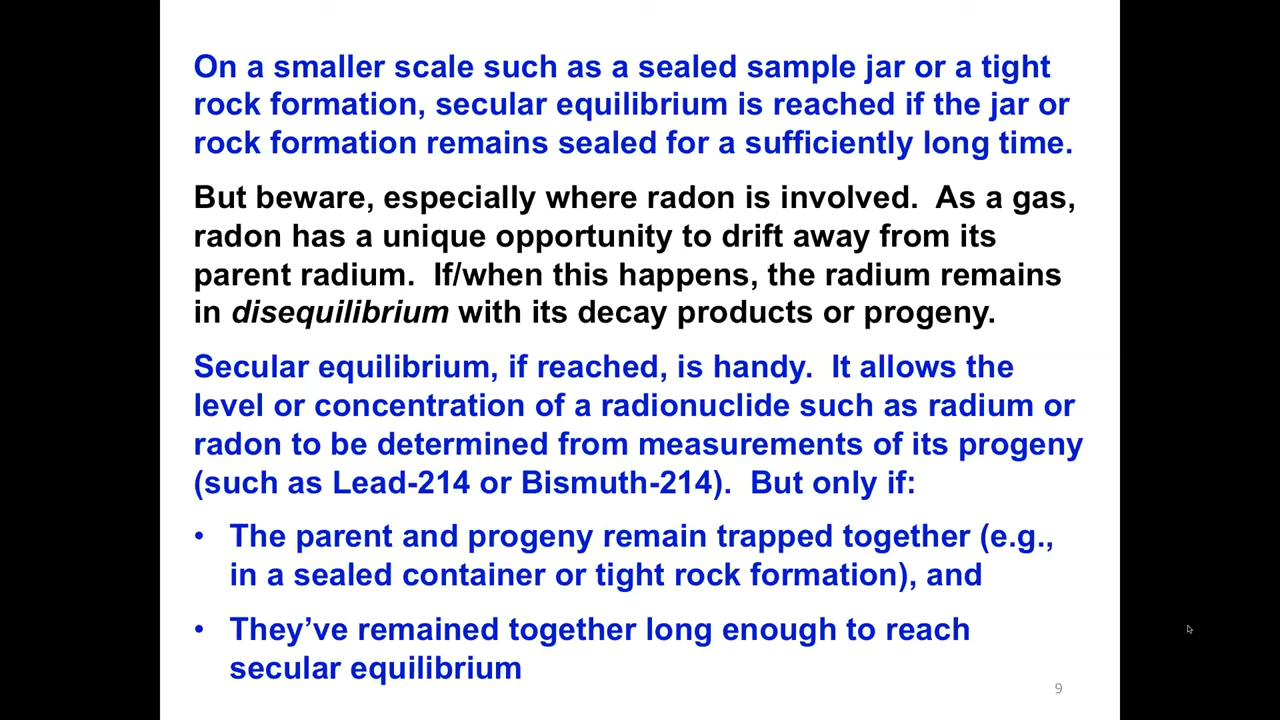 On a smaller scale such as a sealed sample jar or a tight
rock formation, secular equilibrium is reached if the jar or
rock formation remains sealed for a sufficiently long time.
But beware, especially where radon is involved.  As a gas,
radon has a unique opportunity to drift away from its
parent radium.  If/when this happens, the radium remains
in disequilibrium with its decay products or progeny.
Secular equilibrium, if reached, is handy.  It allows the
level or concentration of a radionuclide such as radium or
radon to be determined from measurements of its progeny
(such as Lead-214 or Bismuth-214).  But only if:
• The parent and progeny remain trapped together (e.g.,
in a sealed container or tight rock formation), and
• They’ve remained together long enough to reach
secular equilibrium
9